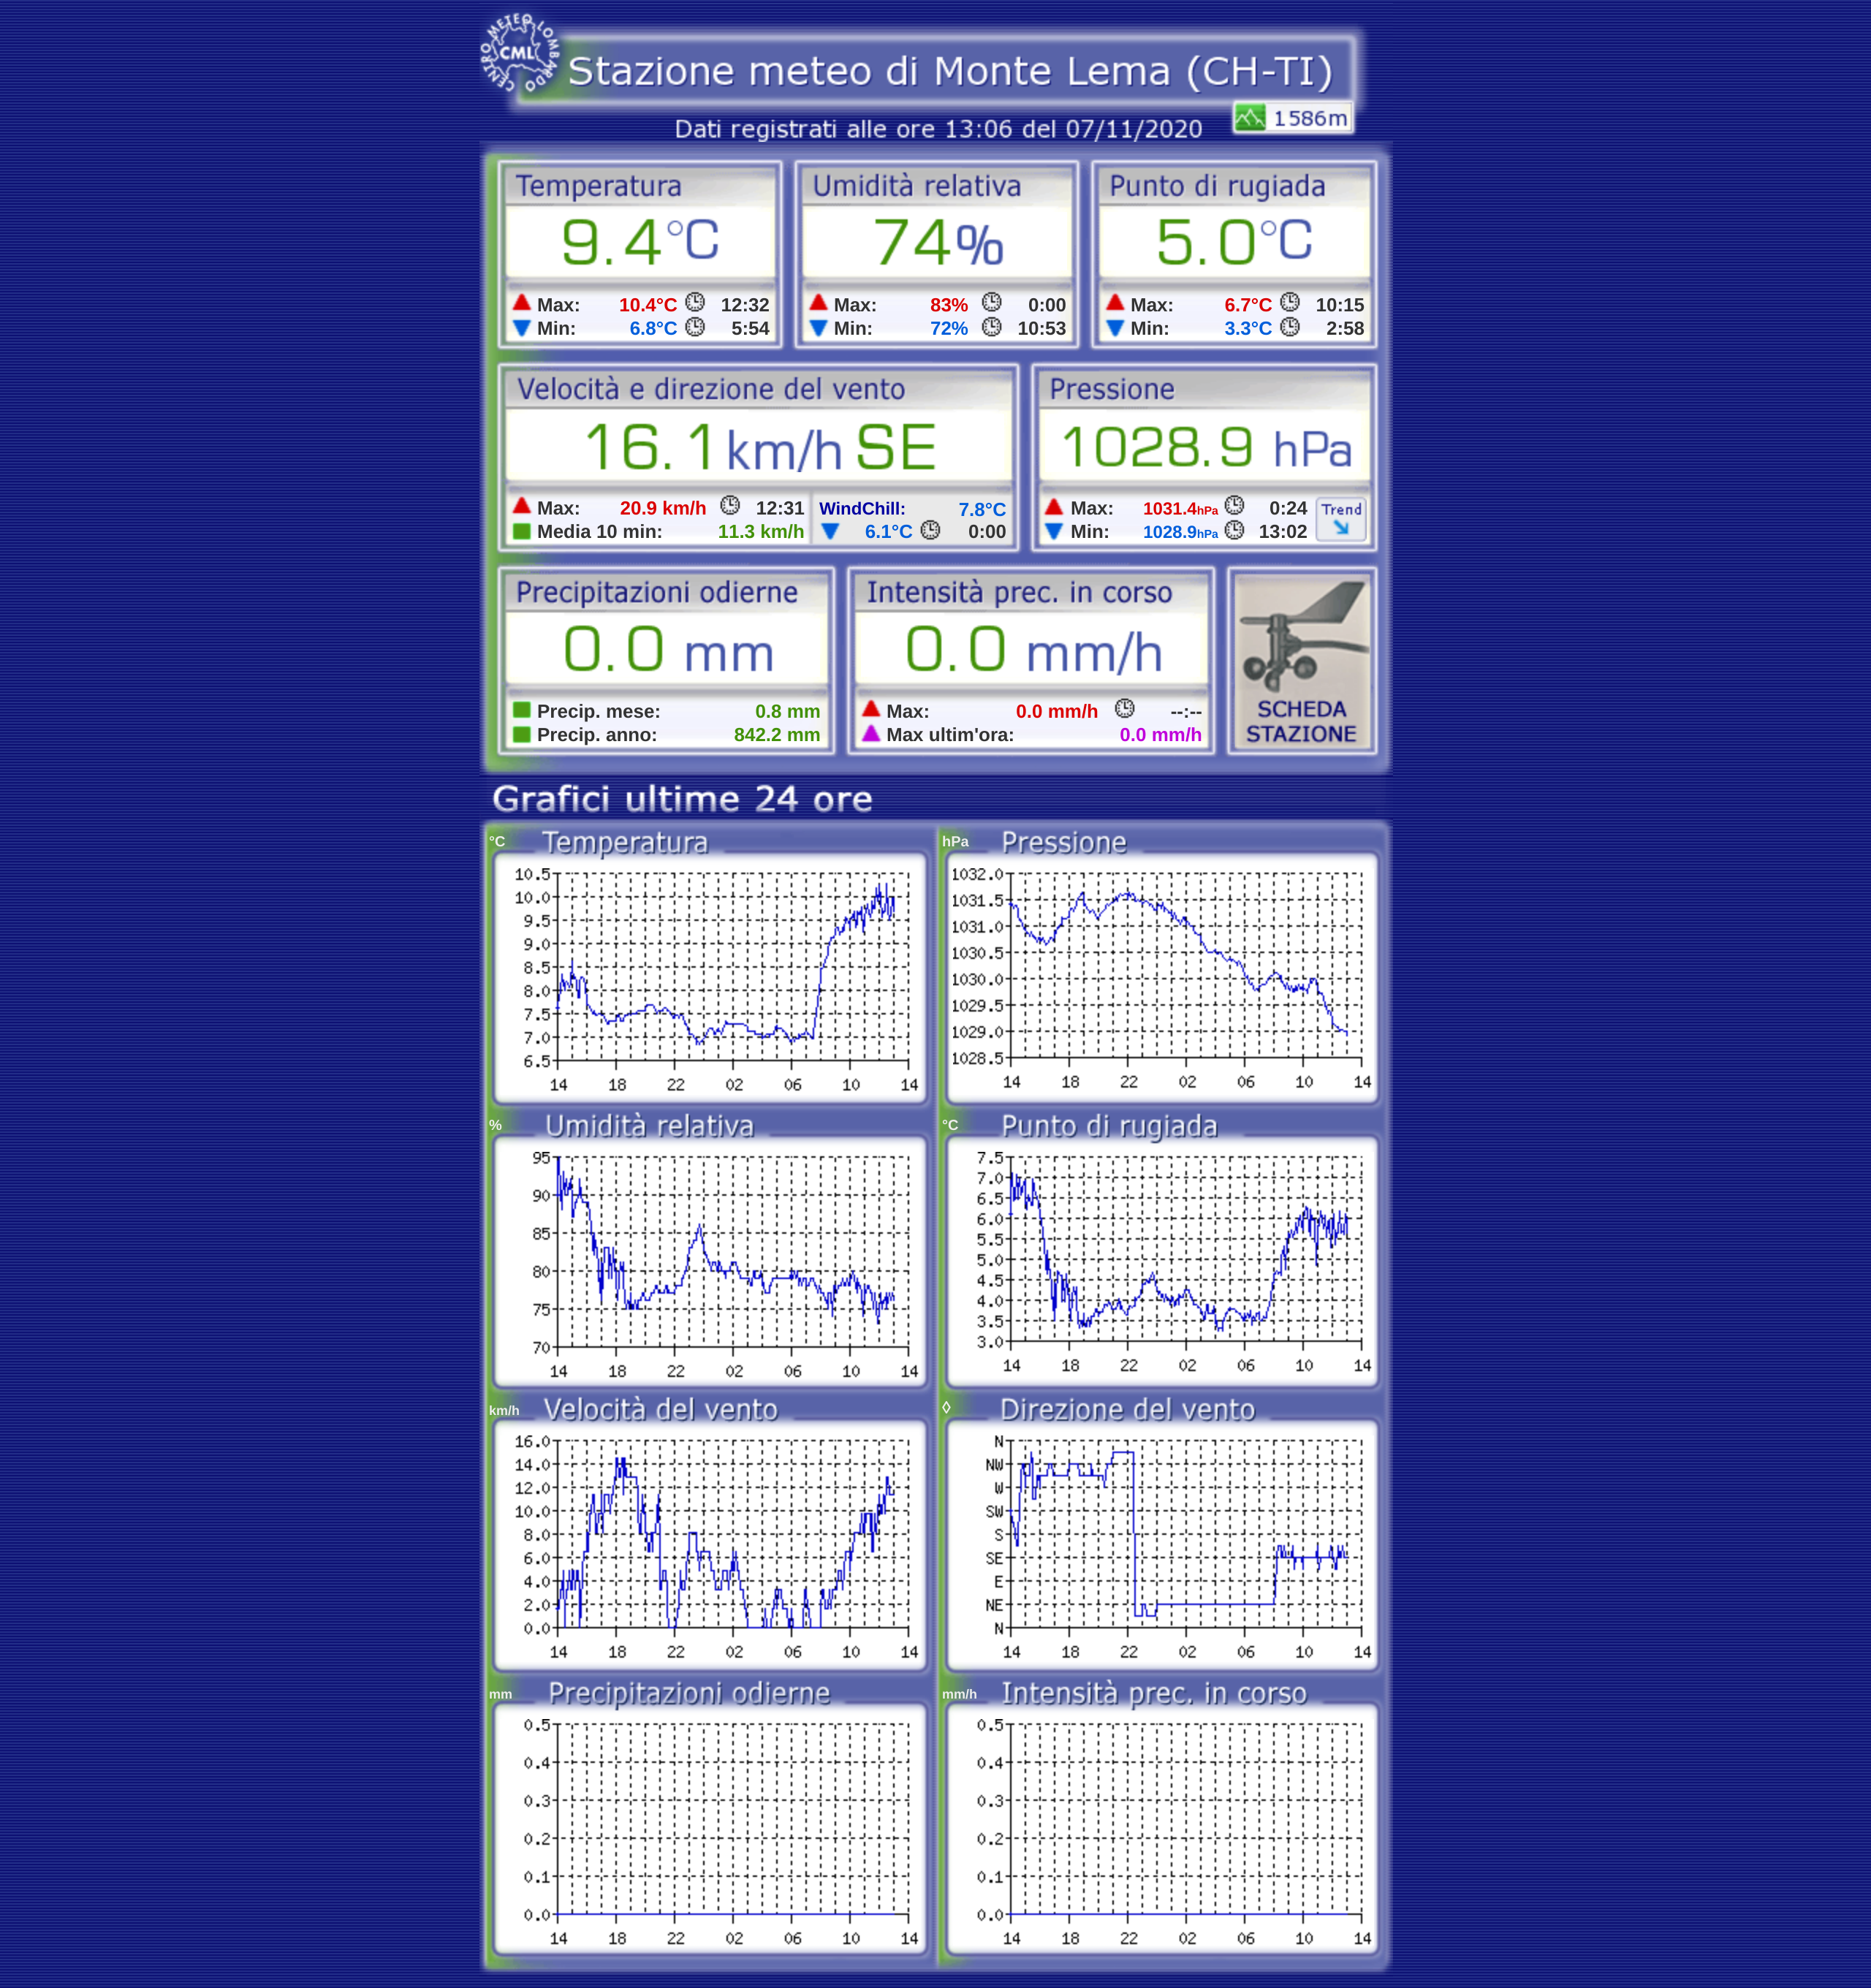 CENTRO METEO LOMBARDO
CML
Stazione meteo di Monte Lema (CH-TI)
1586m
Dati registrati alle ore 13:06 del 07/11/2020
Temperatura Umidità relativa Punto di rugiada
9.4°C 74% 5.0°C
Max: 10.4°C 12:32 Max: 83% 0:00 Max: 6.7°C 10:15
Min: 6.8°C 5:54 Min: 72% 10:53 Min: 3.3°C 2:58
Velocità e direzione del vento Pressione
16.1km/h SE 1028.9 hPa
Max: 20.9 km/h 12:31 WindChill: 7.8°C Max: 1031.4hPa 0:24 Trend
Media 10 min: 11.3 km/h 6.1°C 0:00 Min: 1028.9hPa 13:02
Precipitazioni odierne Intensità prec. in corso
0.0 mm 0.0 mm/h
Precip. mese: 0.8 mm Max: 0.0 mm/h --:-- SCHEDA
Precip. anno: 842.2 mm Max ultim'ora: 0.0 mm/h STAZIONE
Grafici ultime 24 ore
°C Temperatura
10.5
10.0
9.5
9.0
8.5
8.0
7.5
7.0
6.5
14 18 22 02 06 10 14
hPa Pressione
1032.0
1031.5
1031.0
1030.5
1030.0
1029.5
1029.0
1028.5
14 18 22 02 06 10 14
% Umidità relativa
95
90
85
80
75
70
14 18 22 02 06 10 14
°C Punto di rugiada
7.5
7.0
6.5
6.0
5.5
5.0
4.5
4.0
3.5
3.0
14 18 22 02 06 10 14
km/h Velocità del vento
16.0
14.0
12.0
10.0
8.0
6.0
4.0
2.0
0.0
14 18 22 02 06 10 14
◊ Direzione del vento
N
NW
W
SW
S
SE
E
NE
N
14 18 22 02 06 10 14
mm Precipitazioni odierne
0.5
0.4
0.3
0.2
0.1
0.0
14 18 22 02 06 10 14
mm/h Intensità prec. in corso
0.5
0.4
0.3
0.2
0.1
0.0
14 18 22 02 06 10 14